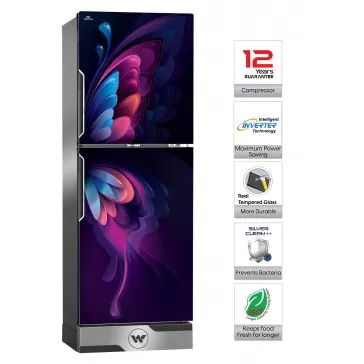 12
Years
GUARANTEE
Compressor
Intelligent
INVERTER
Technology
Maximum Power
Saving
Real
Tempered Glass
More Durable
SILVER
CLEAN ++
Prevents Bacteria
Keeps food
Fresh for longer